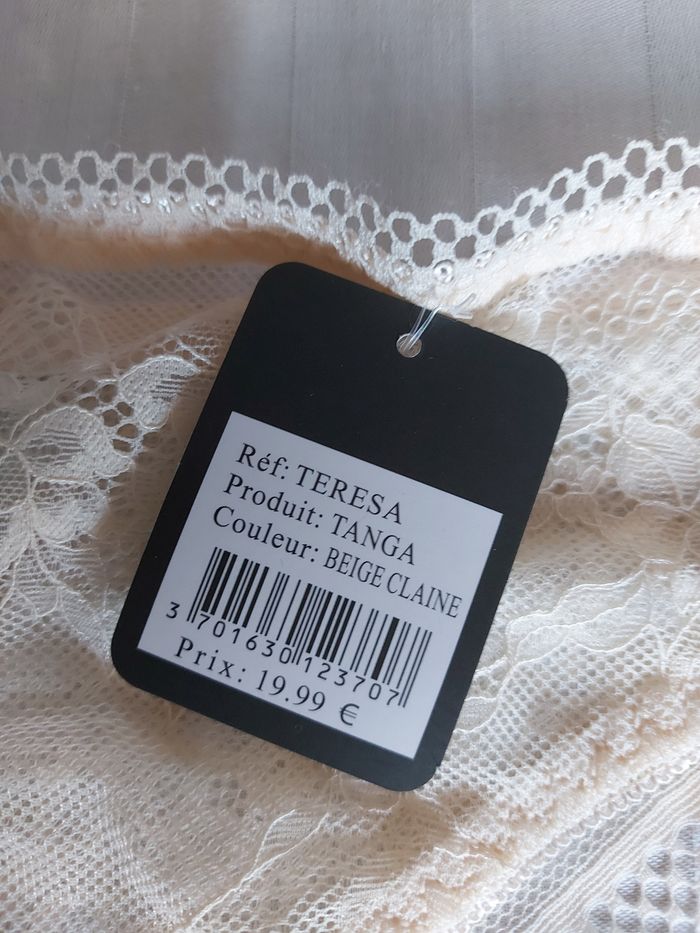 Réf: TERESA
Produit: TANGA
Couleur: BEIGE CLAINE
3 701630 123707
Prix: 19.99 €